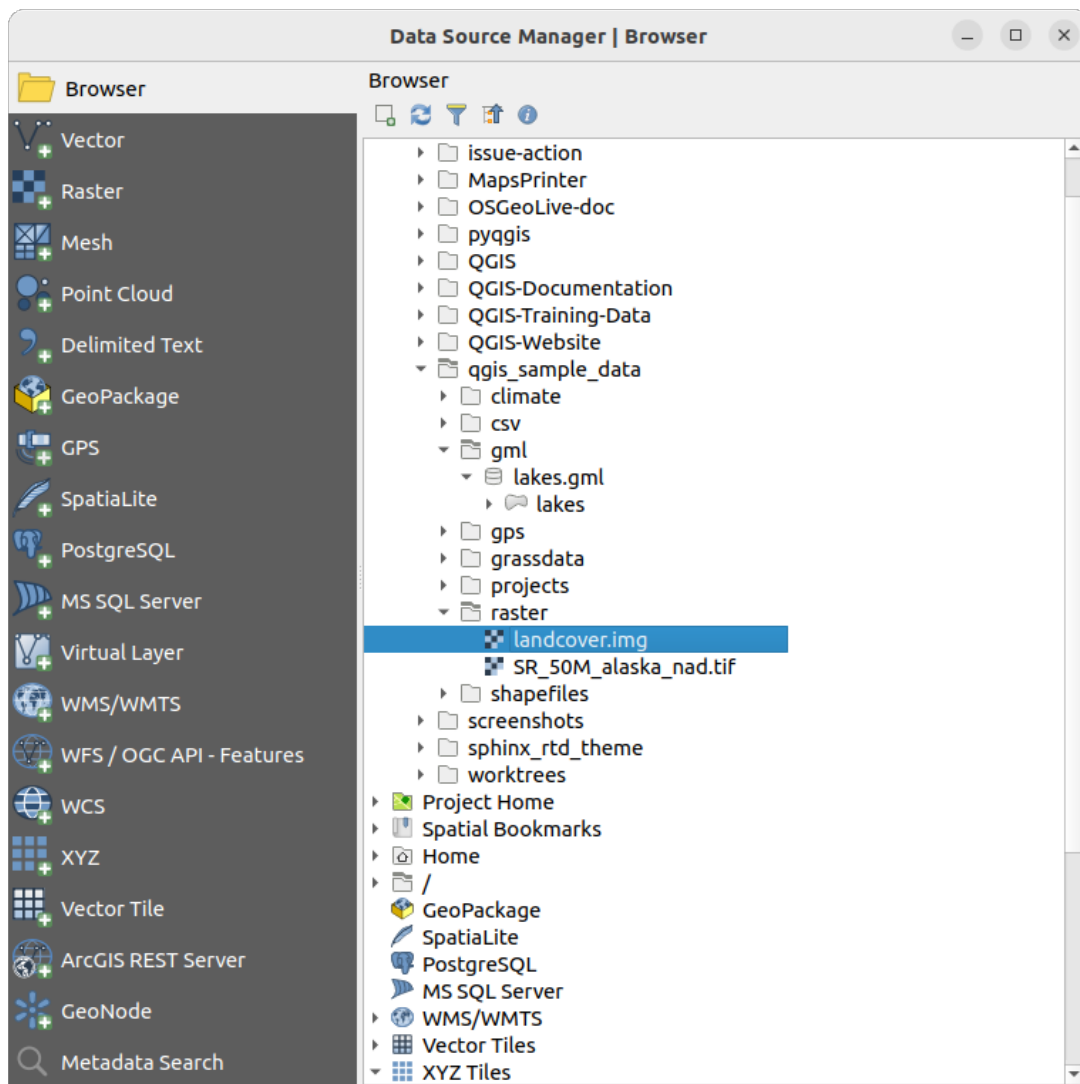 Data Source Manager | Browser
Browser
Vector
Raster
Mesh
Point Cloud
Delimited Text
GeoPackage
GPS
SpatiaLite
PostgreSQL
MS SQL Server
Virtual Layer
WMS/WMTS
WFS / OGC API - Features
WCS
XYZ
Vector Tile
ArcGIS REST Server
GeoNode
Metadata Search
Browser
issue-action
MapsPrinter
OSGeoLive-doc
pyqgis
QGIS
QGIS-Documentation
QGIS-Training-Data
QGIS-Website
qgis_sample_data
climate
csv
gml
lakes.gml
lakes
gps
grassdata
projects
raster
landcover.img
SR_50M_alaska_nad.tif
shapefiles
screenshots
sphinx_rtd_theme
worktrees
Project Home
Spatial Bookmarks
Home
/
GeoPackage
SpatiaLite
PostgreSQL
MS SQL Server
WMS/WMTS
Vector Tiles
XYZ Tiles